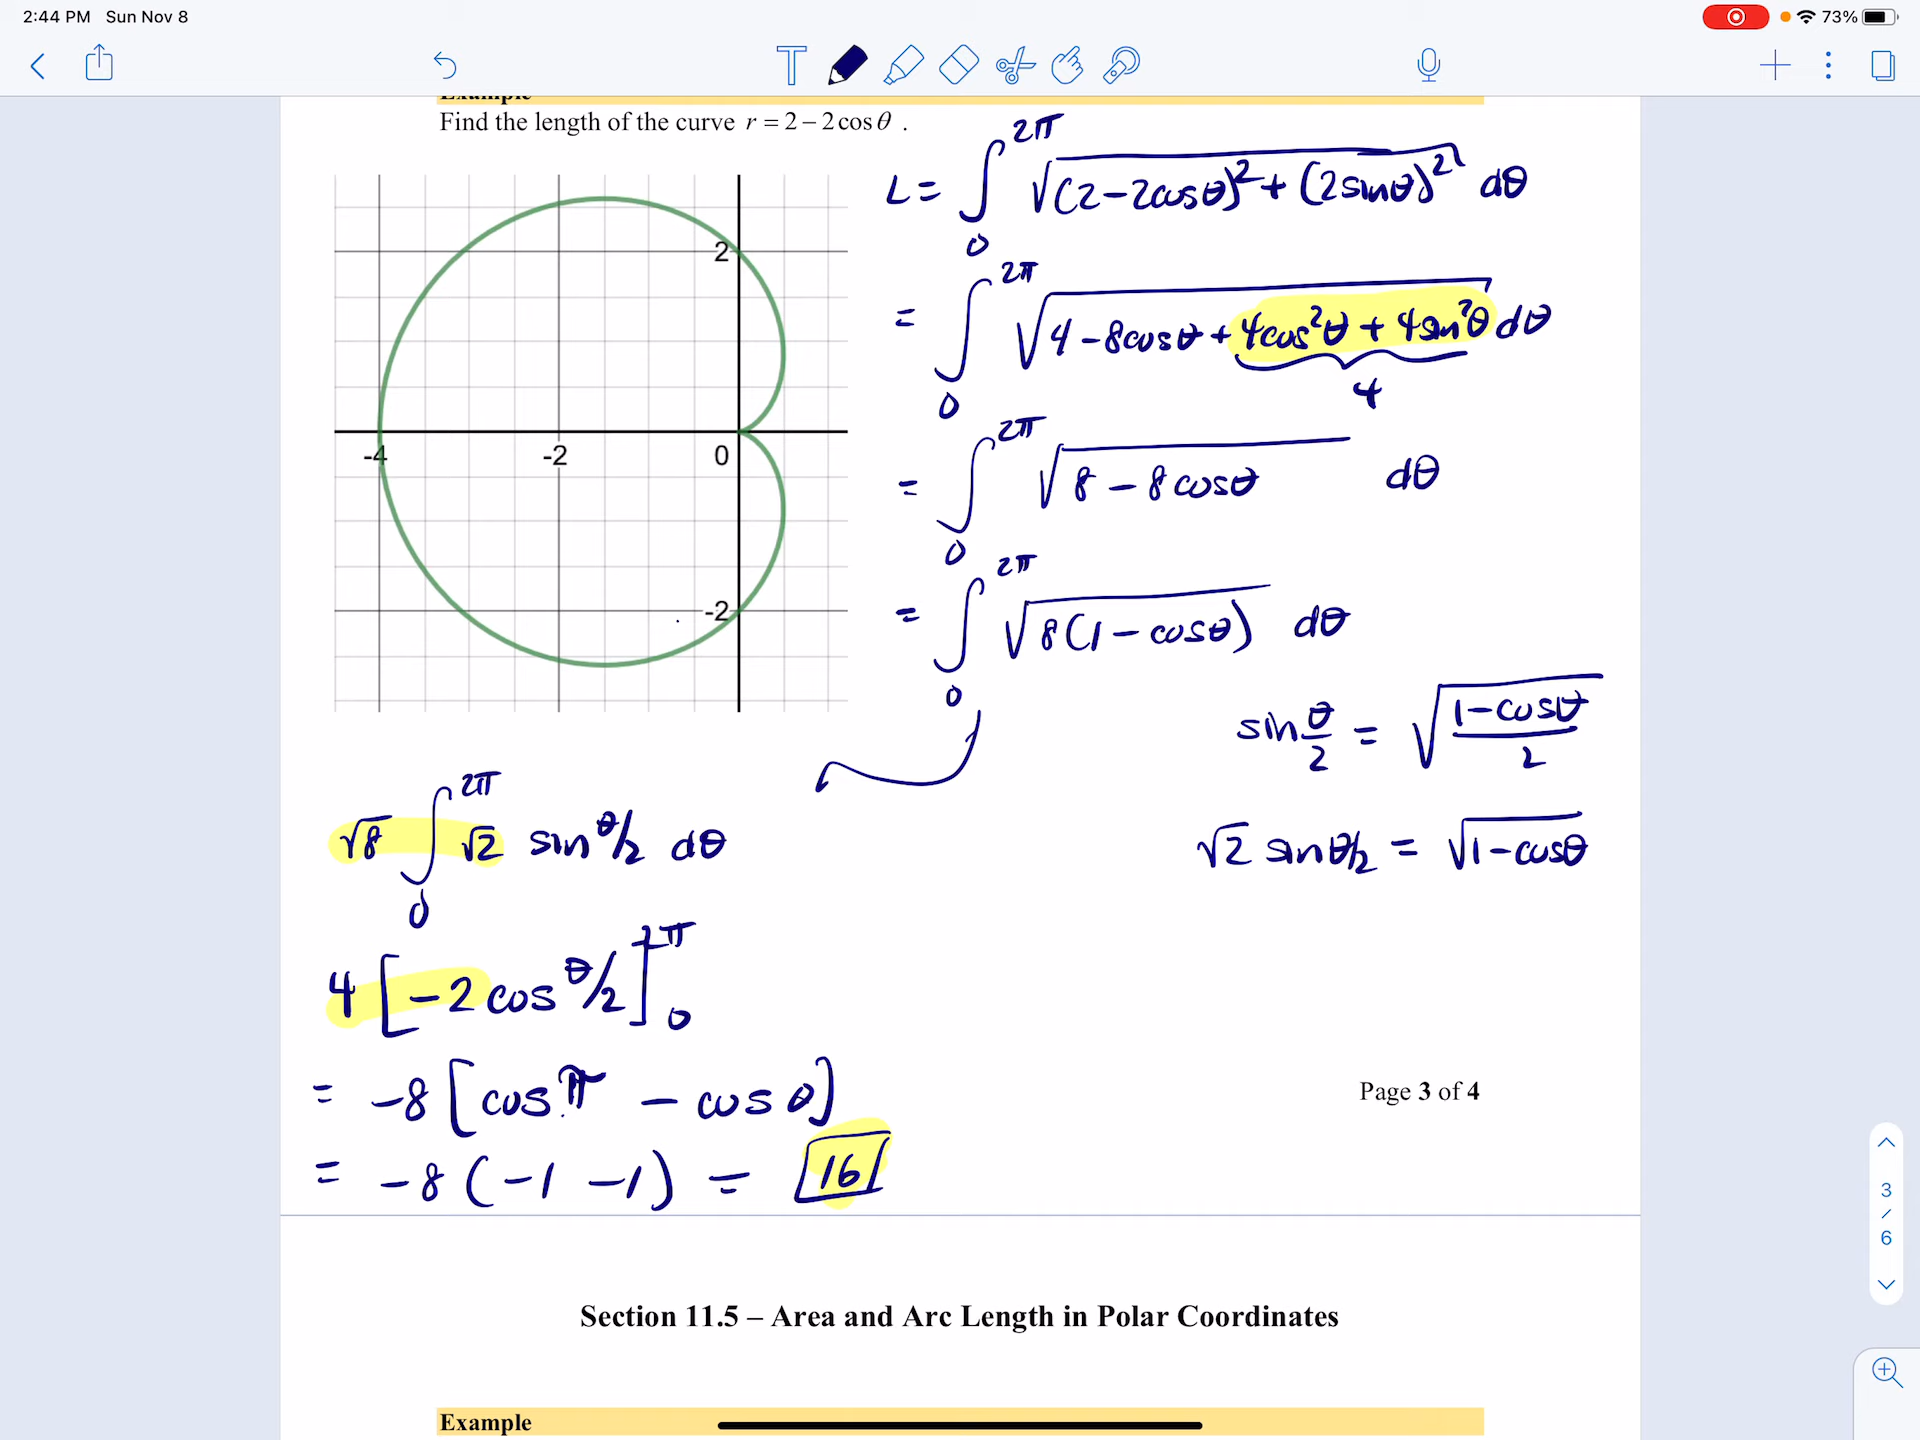 2:44 PM Sun Nov 8
73%
Example
Find the length of the curve r = 2 − 2cosθ .
L = ∫₀^2π √((2−2cosθ)² + (2sinθ)²) dθ
= ∫₀^2π √(4−8cosθ + 4cos²θ + 4sin²θ) dθ
4
= ∫₀^2π √(8 − 8cosθ) dθ
= ∫₀^2π √(8(1−cosθ)) dθ
2
-4 -2 0
-2
sin θ/2 = √((1−cosθ)/2)
√2 sin θ/2 = √(1−cosθ)
√8 ∫₀^2π √2 sin θ/2 dθ
4 [−2 cos θ/2]₀^2π
= −8 [cos π − cos 0]
= −8 (−1 −1) = 16
Page 3 of 4
3
/
6
Section 11.5 – Area and Arc Length in Polar Coordinates
Example